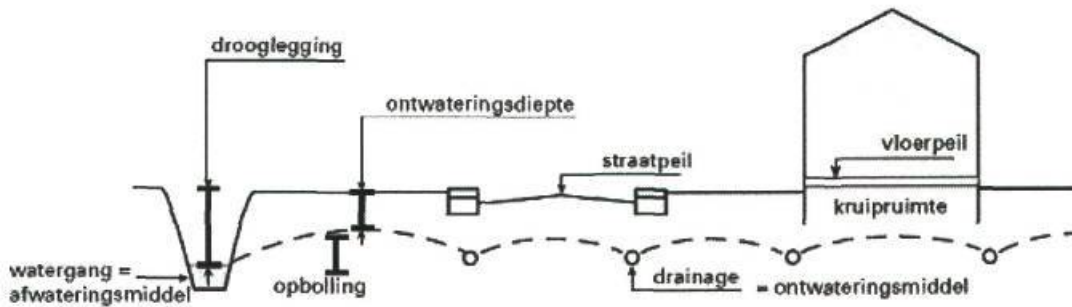 drooglegging
ontwateringsdiepte
straatpeil
vloerpeil
kruipruimte
watergang =
afwateringsmiddel
opbolling
drainage = ontwateringsmiddel